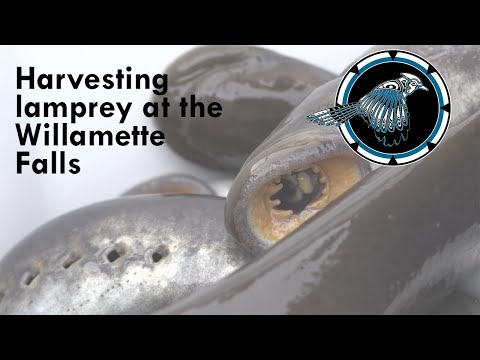 Harvesting
lamprey at the
Willamette
Falls